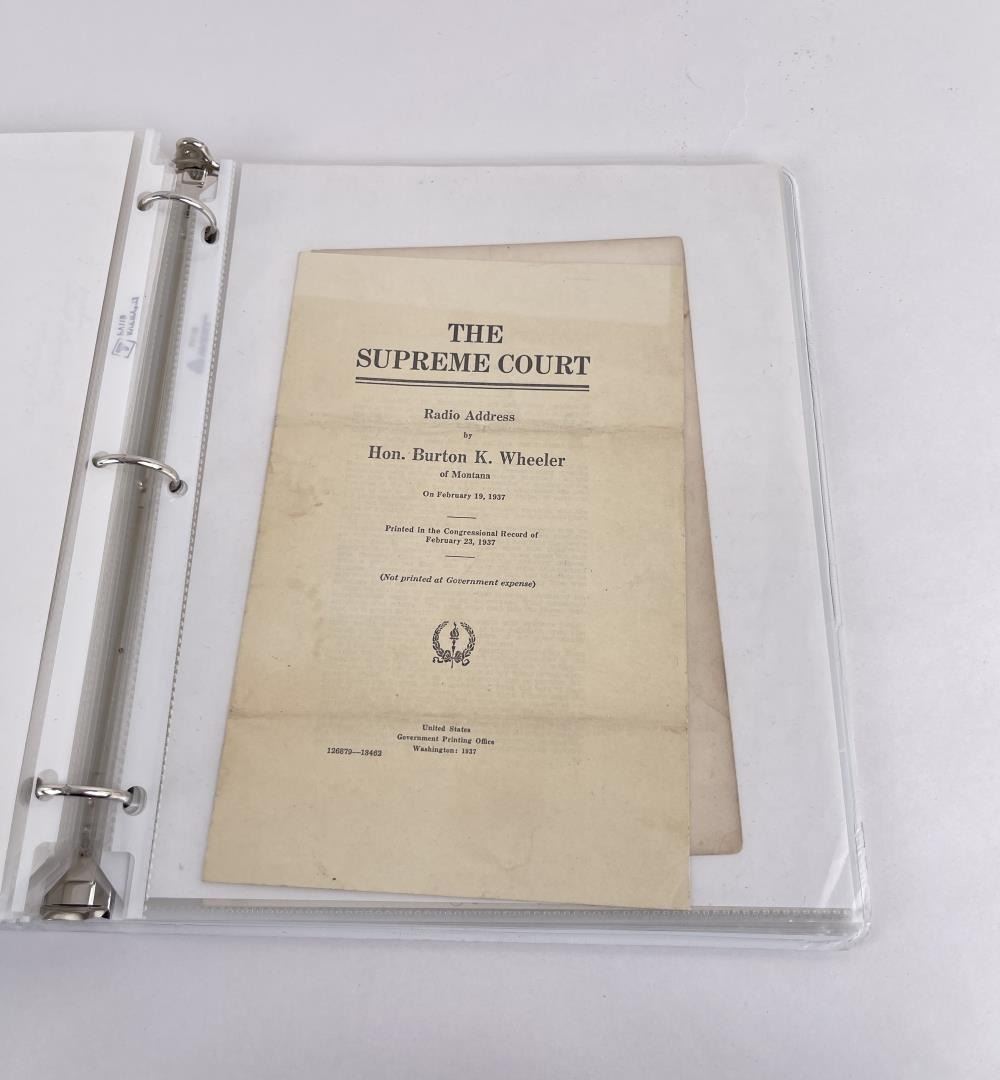 THE
SUPREME COURT
Radio Address
by
Hon. Burton K. Wheeler
of Montana
On February 19, 1937
Printed in the Congressional Record of
February 23, 1937
(Not printed at Government expense)
United States
Government Printing Office
Washington : 1937
126879—13462